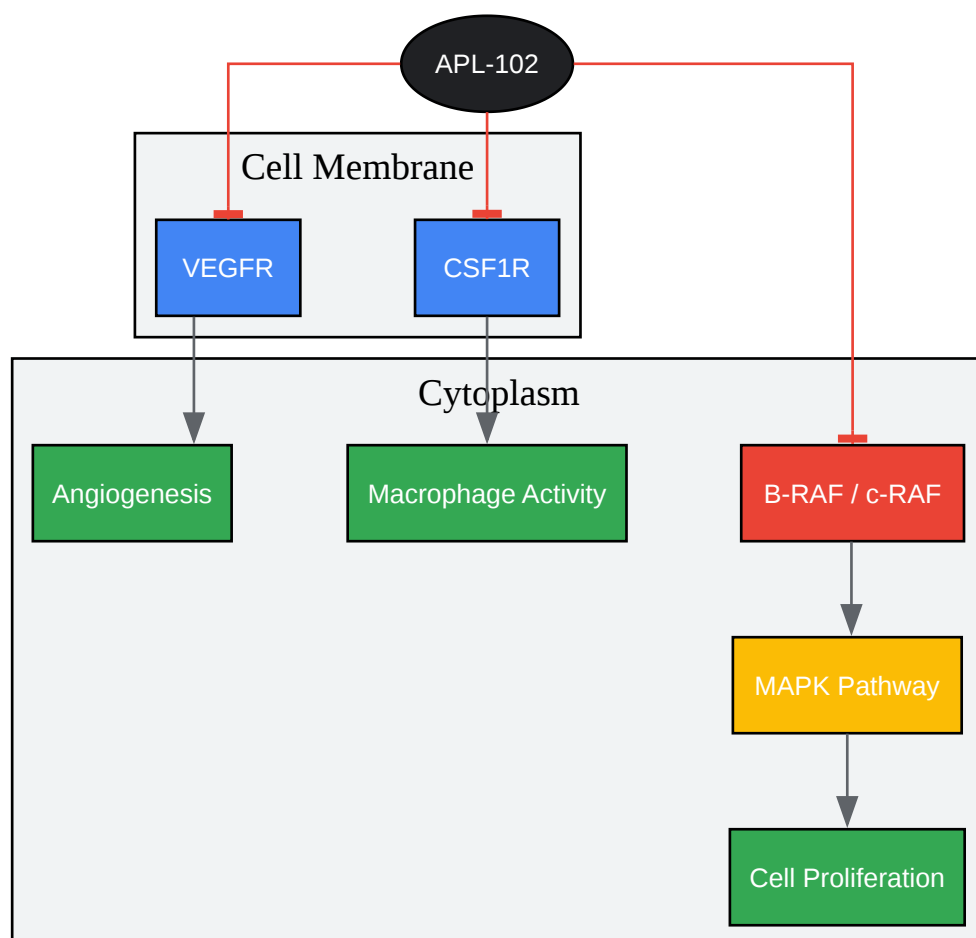 APL-102
Cell Membrane
VEGFR
CSF1R
Cytoplasm
Angiogenesis
Macrophage Activity
B-RAF / c-RAF
MAPK Pathway
Cell Proliferation